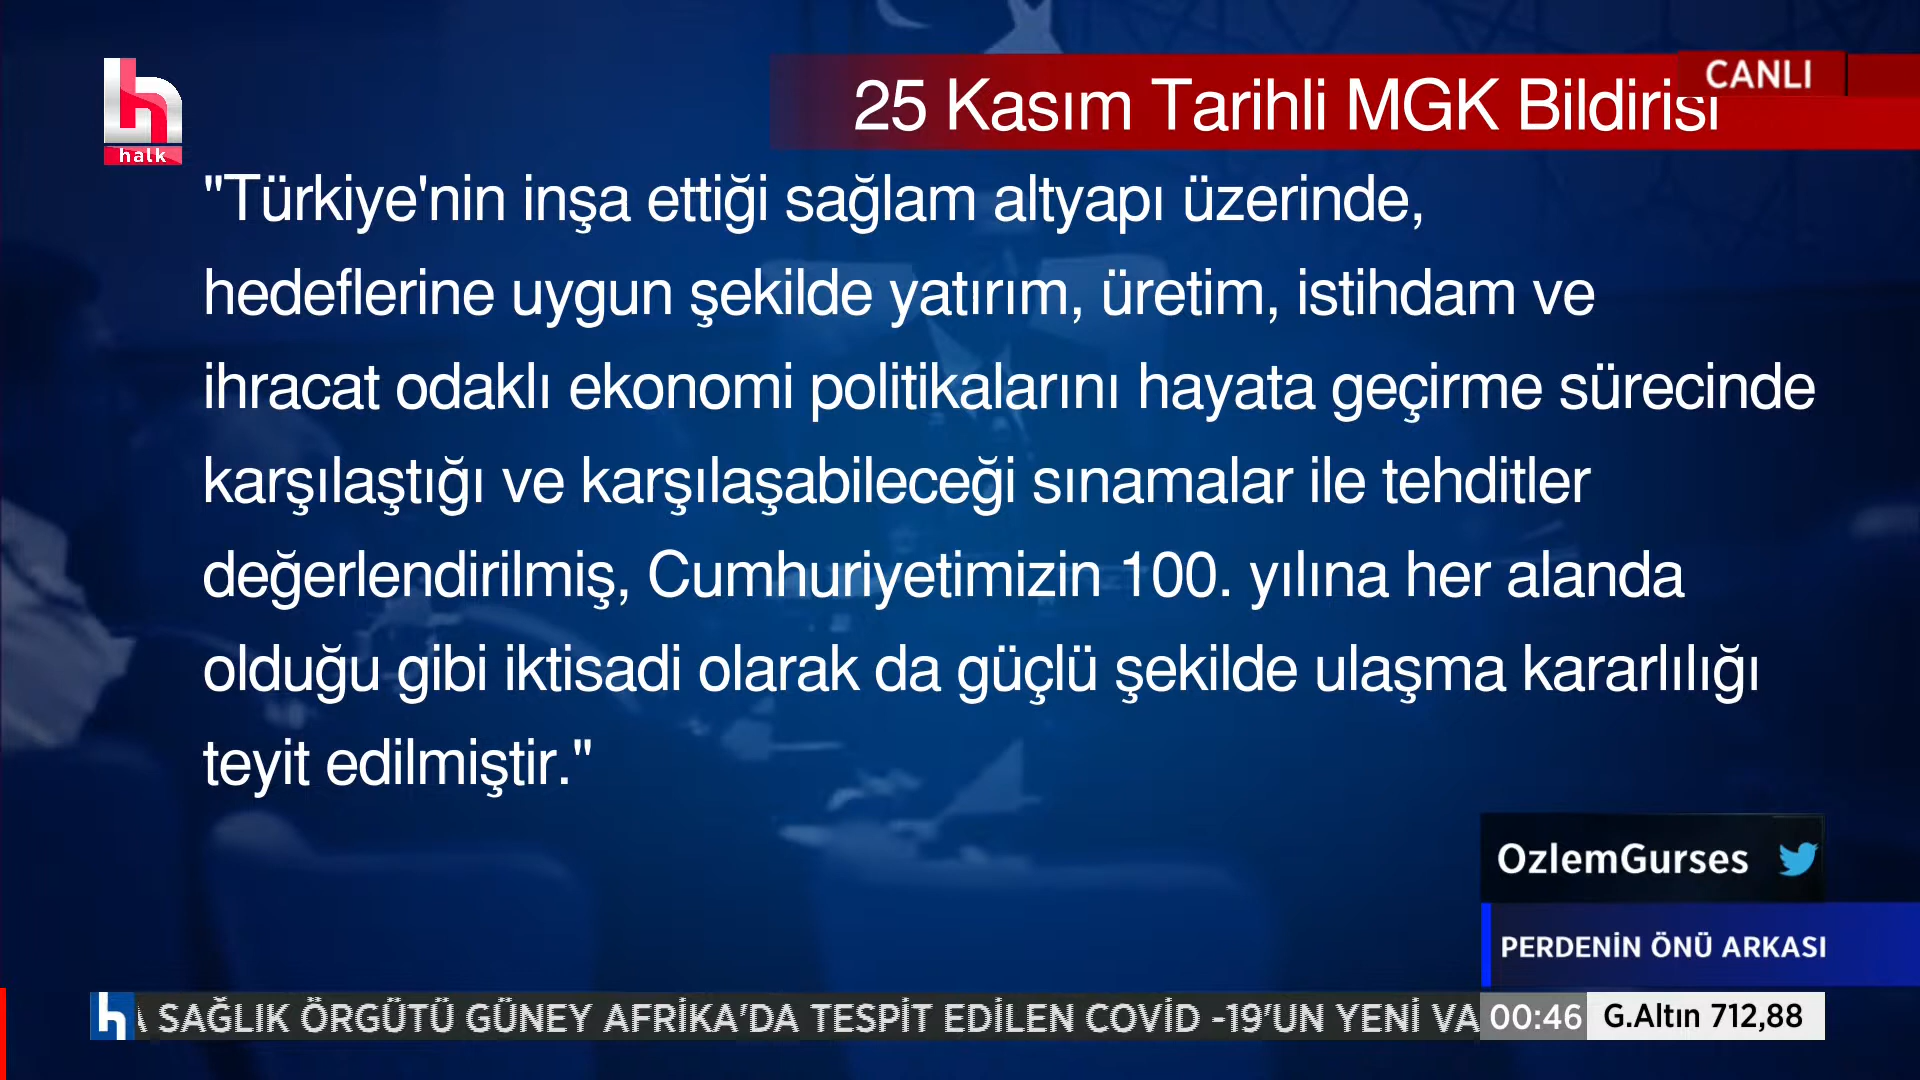 h
halk
CANLI
25 Kasım Tarihli MGK Bildirisi
"Türkiye'nin inşa ettiği sağlam altyapı üzerinde,
hedeflerine uygun şekilde yatırım, üretim, istihdam ve
ihracat odaklı ekonomi politikalarını hayata geçirme sürecinde
karşılaştığı ve karşılaşabileceği sınamalar ile tehditler
değerlendirilmiş, Cumhuriyetimizin 100. yılına her alanda
olduğu gibi iktisadi olarak da güçlü şekilde ulaşma kararlılığı
teyit edilmiştir."
OzlemGurses
PERDENİN ÖNÜ ARKASI
h SAĞLIK ÖRGÜTÜ GÜNEY AFRİKA'DA TESPİT EDİLEN COVİD -19'UN YENİ VA 00:46 G.Altın 712,88